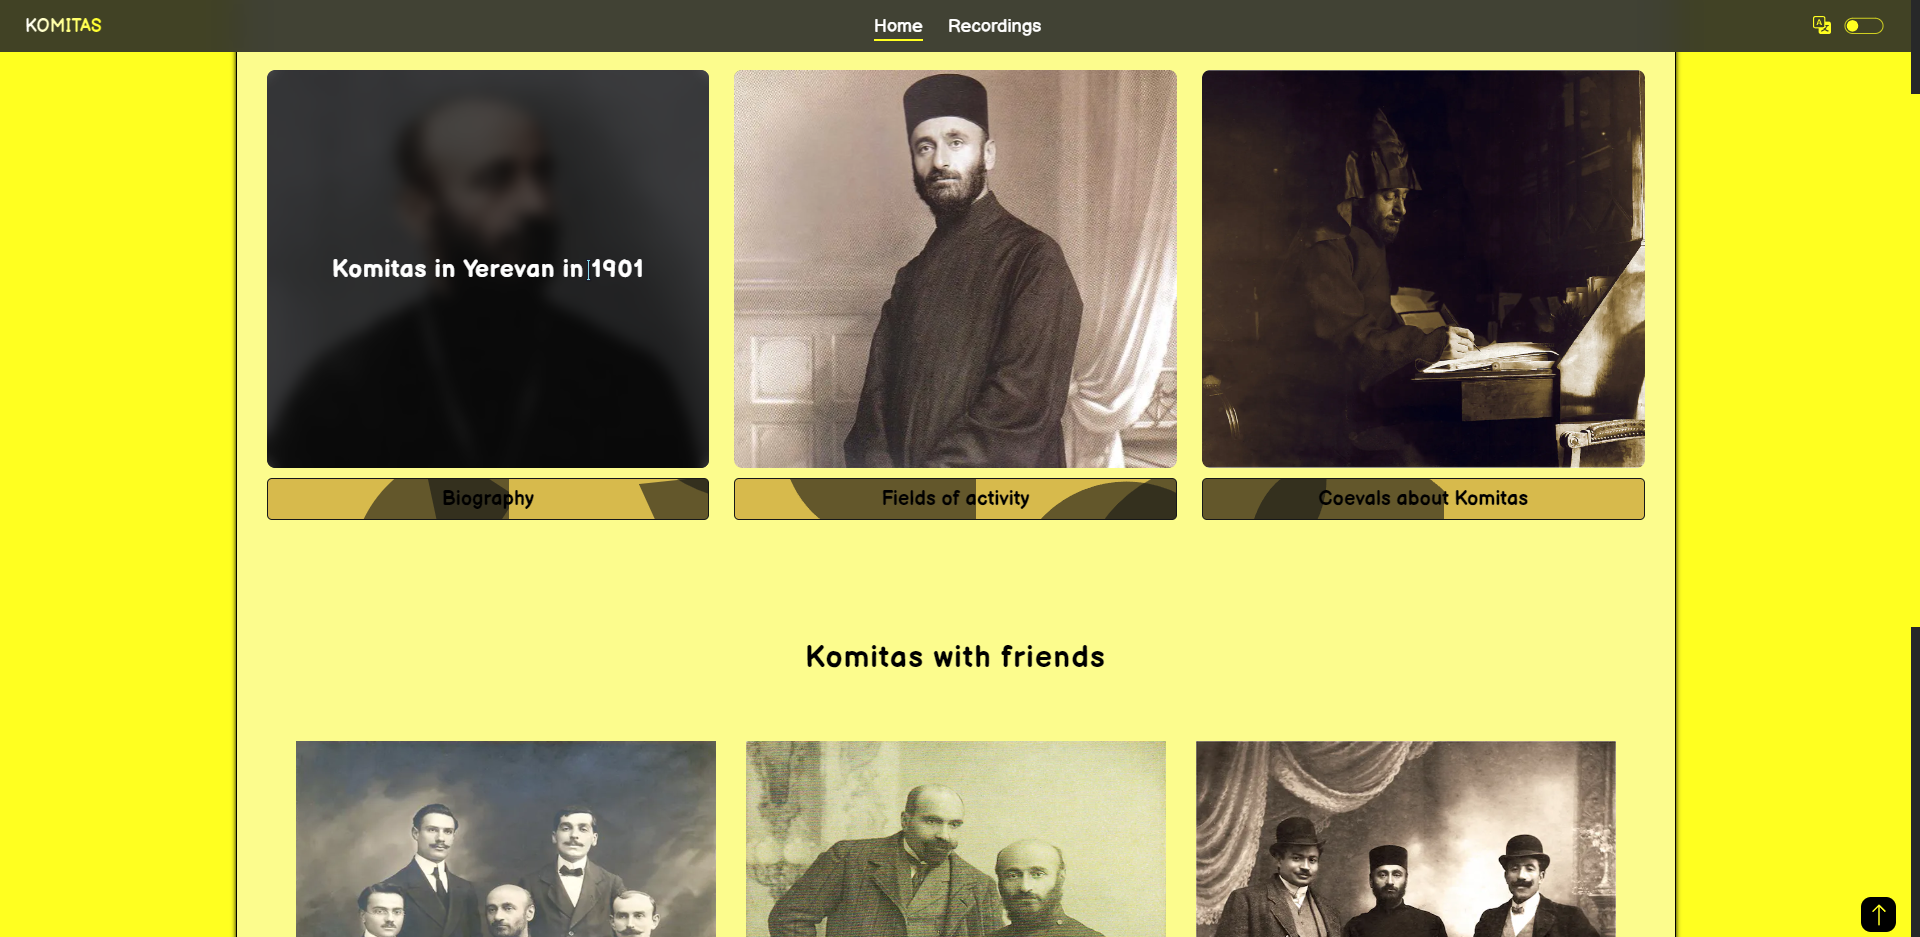 KOMITAS
Home
Recordings
Komitas in Yerevan in 1901
Biography
Fields of activity
Coevals about Komitas
Komitas with friends